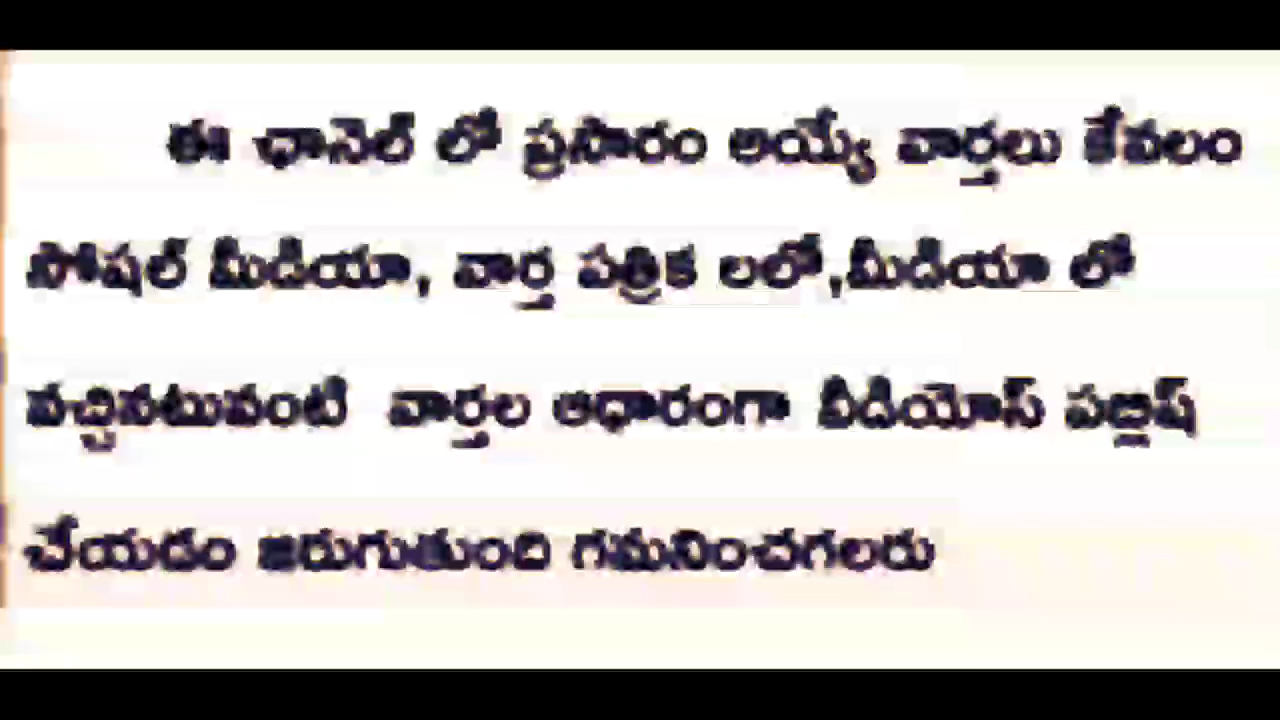 ఈ ఛానెల్ లో ప్రసారం అయ్యే వార్తలు కేవలం
సోషల్ మీడియా, వార్త పత్రిక లలో,మీడియా లో
వచ్చినటువంటి వార్తల ఆధారంగా వీడియోస్ పబ్లిష్
చేయడం జరుగుతుంది గమనించగలరు